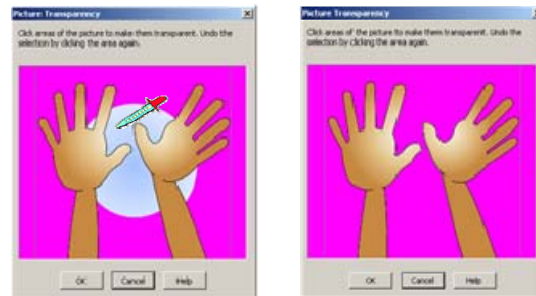 Picture Transparency
Click areas of the picture to make them transparent. Undo the
selection by clicking the area again.
OK Cancel Help
Picture Transparency
Click areas of the picture to make them transparent. Undo the
selection by clicking the area again.
OK Cancel Help